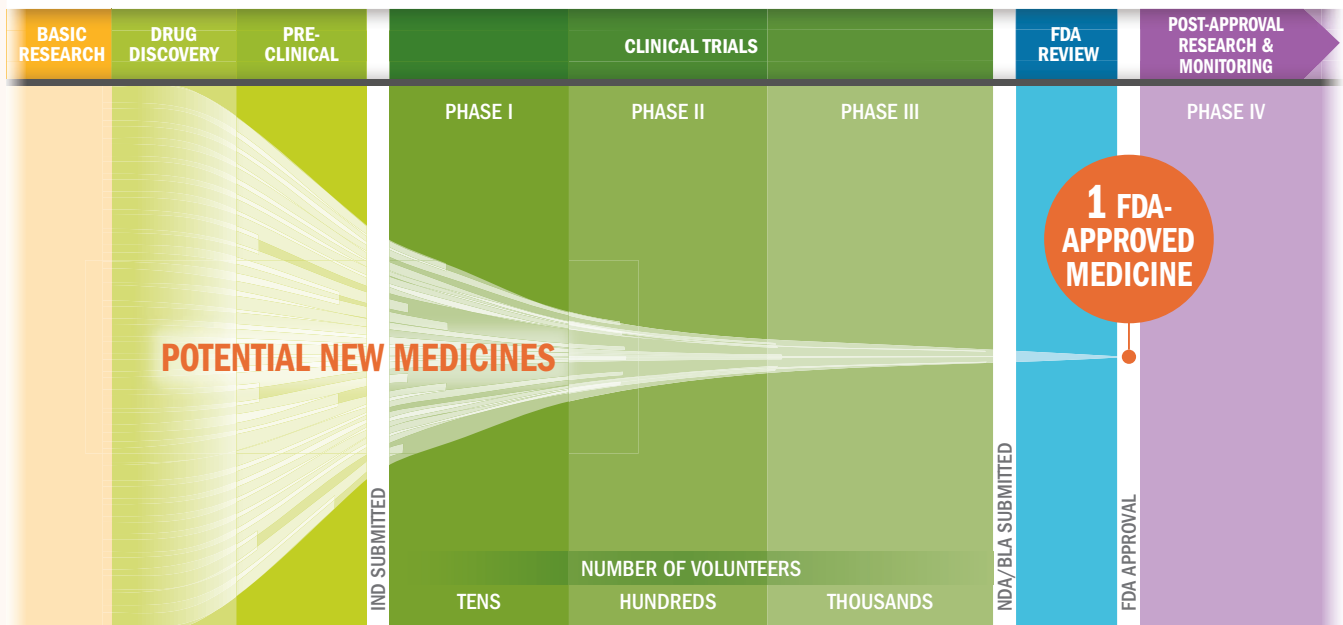 BASIC
RESEARCH
DRUG
DISCOVERY
PRE-
CLINICAL
CLINICAL TRIALS
FDA
REVIEW
POST-APPROVAL
RESEARCH &
MONITORING
PHASE I
PHASE II
PHASE III
PHASE IV
1 FDA-
APPROVED
MEDICINE
POTENTIAL NEW MEDICINES
IND SUBMITTED
NDA/BLA SUBMITTED
FDA APPROVAL
NUMBER OF VOLUNTEERS
TENS
HUNDREDS
THOUSANDS